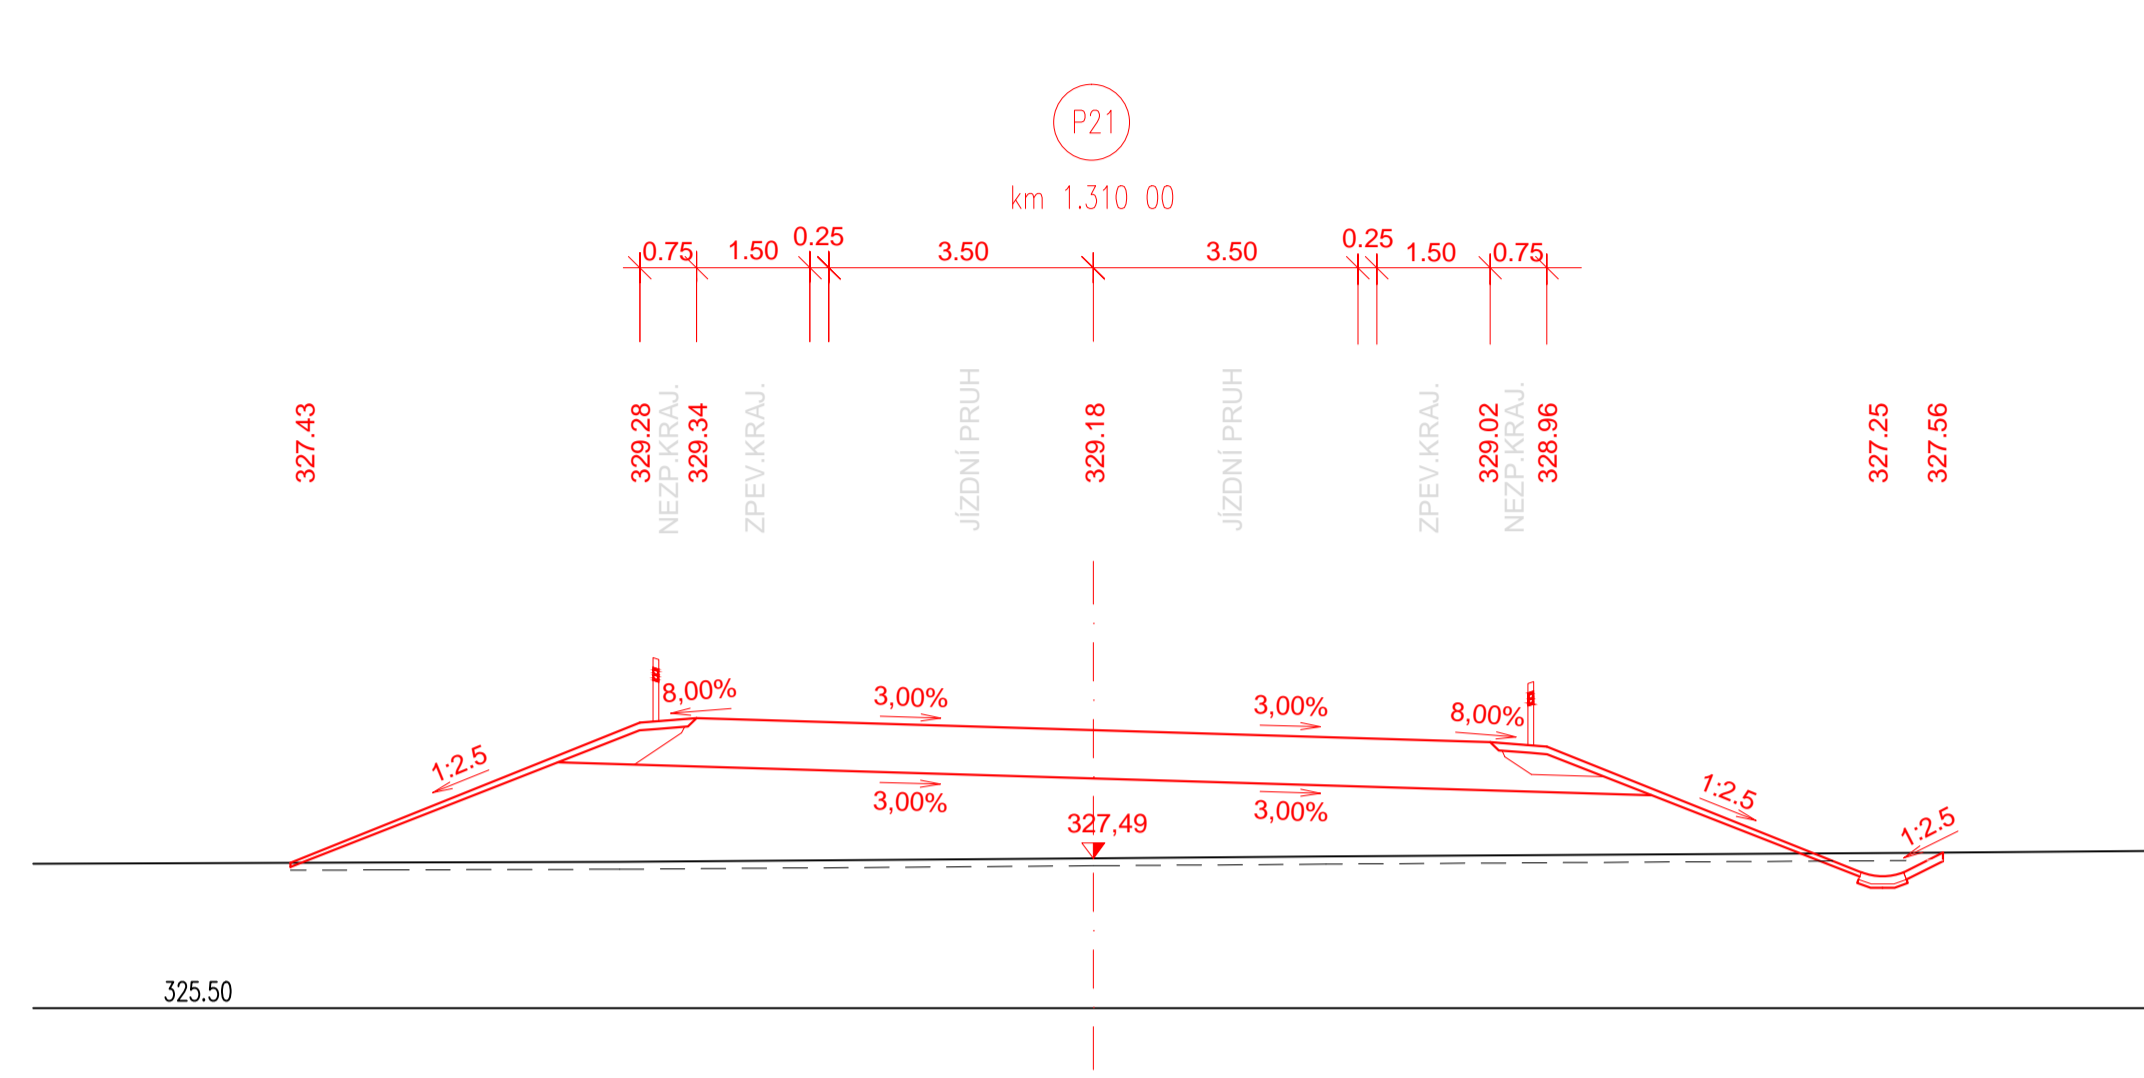 P21
km 1.310 00
0.75 1.50 0.25 3.50 3.50 0.25 1.50 0.75
327.43
329.28
NEZP.KRAJ.
329.34
ZPEV.KRAJ.
JÍZDNÍ PRUH
329.18
JÍZDNÍ PRUH
ZPEV.KRAJ.
329.02
NEZP.KRAJ.
328.96
327.25
327.56
8,00% 3,00% 3,00% 8,00%
1:2.5 3,00% 3,00% 1:2.5
327,49 1:2.5
325.50